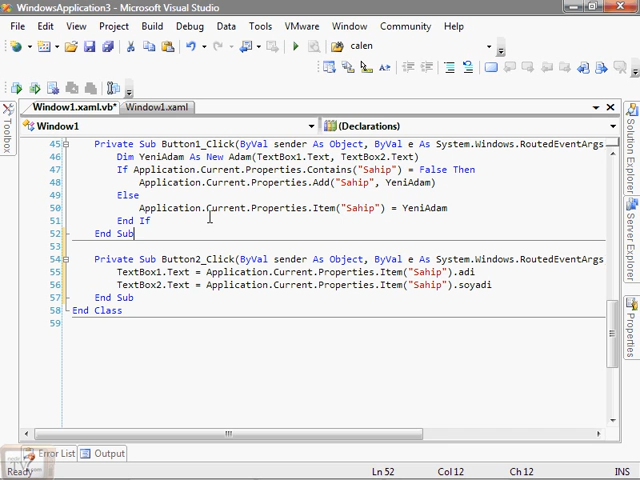 WindowsApplication3 - Microsoft Visual Studio
File Edit View Project Build Debug Data Tools VMware Window Community Help
calen
Window1.xaml.vb* Window1.xaml
Window1 (Declarations)
45 Private Sub Button1_Click(ByVal sender As Object, ByVal e As System.Windows.RoutedEventArgs
46 Dim YeniAdam As New Adam(TextBox1.Text, TextBox2.Text)
47 If Application.Current.Properties.Contains("Sahip") = False Then
48 Application.Current.Properties.Add("Sahip", YeniAdam)
49 Else
50 Application.Current.Properties.Item("Sahip") = YeniAdam
51 End If
52 End Sub
53
54 Private Sub Button2_Click(ByVal sender As Object, ByVal e As System.Windows.RoutedEventArgs
55 TextBox1.Text = Application.Current.Properties.Item("Sahip").adi
56 TextBox2.Text = Application.Current.Properties.Item("Sahip").soyadi
57 End Sub
58 End Class
59
Toolbox
Solution Explorer
Server Explorer
Properties
Error List Output
Ready Ln 52 Col 12 Ch 12 INS